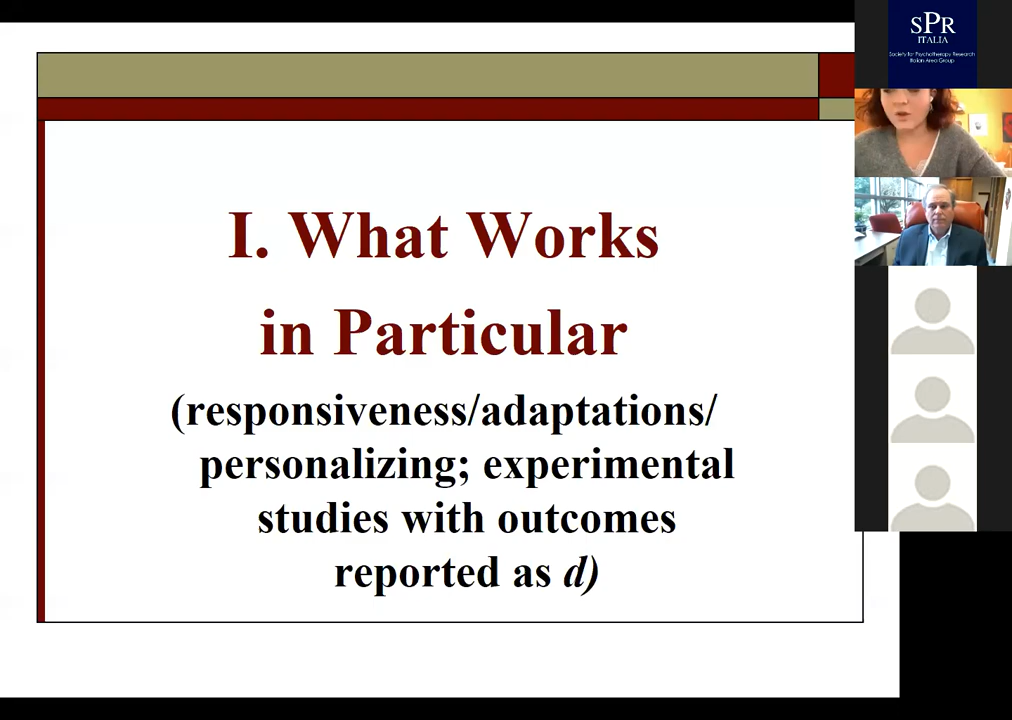 I. What Works
in Particular
(responsiveness/adaptations/
personalizing; experimental
studies with outcomes
reported as d)
SPR
ITALIA
Society for Psychotherapy Research
Italian Area Group